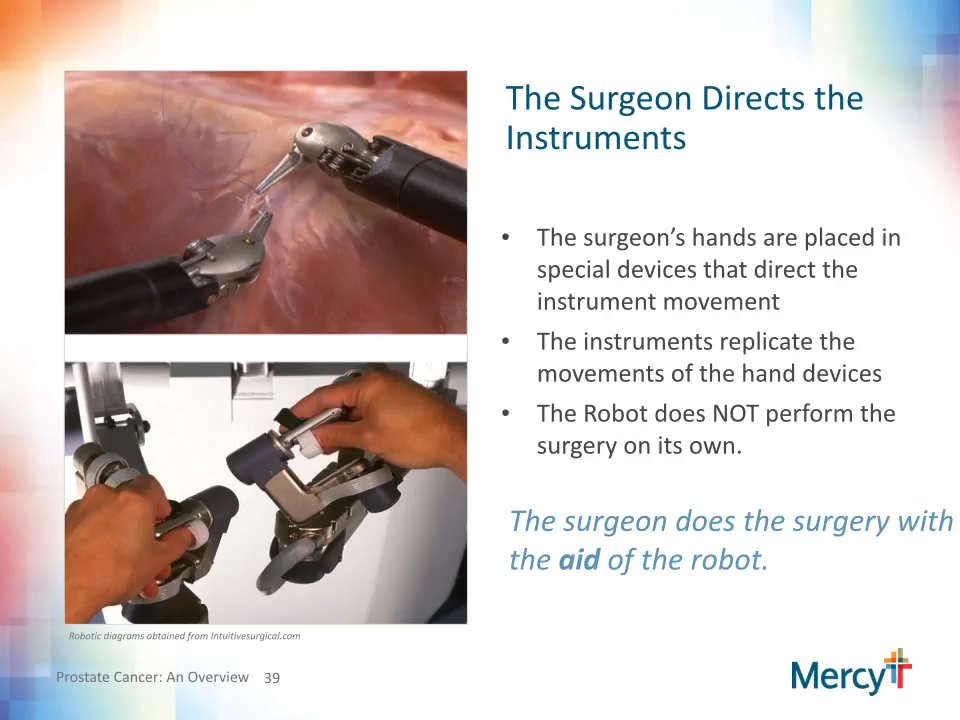 The Surgeon Directs the
Instruments
• The surgeon’s hands are placed in
special devices that direct the
instrument movement
• The instruments replicate the
movements of the hand devices
• The Robot does NOT perform the
surgery on its own.
The surgeon does the surgery with
the aid of the robot.
Robotic diagrams obtained from Intuitivesurgical.com
Prostate Cancer: An Overview 39
Mercy